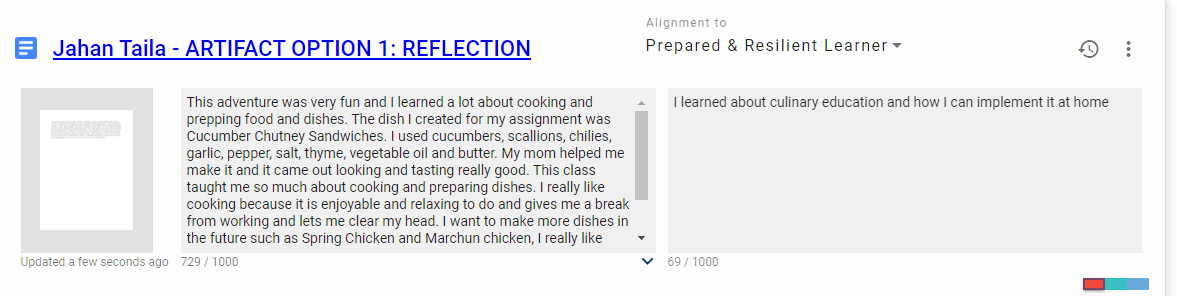 Alignment to
Jahan Taila - ARTIFACT OPTION 1: REFLECTION
Prepared & Resilient Learner
This adventure was very fun and I learned a lot about cooking and
prepping food and dishes. The dish I created for my assignment was
Cucumber Chutney Sandwiches. I used cucumbers, scallions, chilies,
garlic, pepper, salt, thyme, vegetable oil and butter. My mom helped me
make it and it came out looking and tasting really good. This class
taught me so much about cooking and preparing dishes. I really like
cooking because it is enjoyable and relaxing to do and gives me a break
from working and lets me clear my head. I want to make more dishes in
the future such as Spring Chicken and Marchun chicken, I really like
I learned about culinary education and how I can implement it at home
Updated a few seconds ago
729 / 1000
69 / 1000